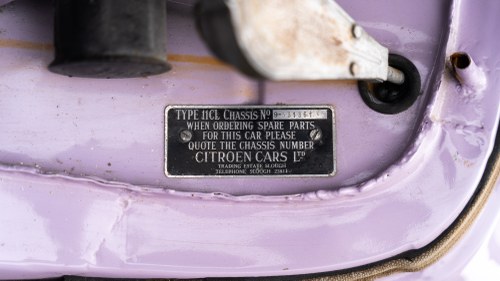 TYPE 11CL CHASSIS No
WHEN ORDERING SPARE PARTS
FOR THIS CAR PLEASE
QUOTE THE CHASSIS NUMBER
CITROËN CARS LTD
TRADING ESTATE SLOUGH
TELEPHONE SLOUGH